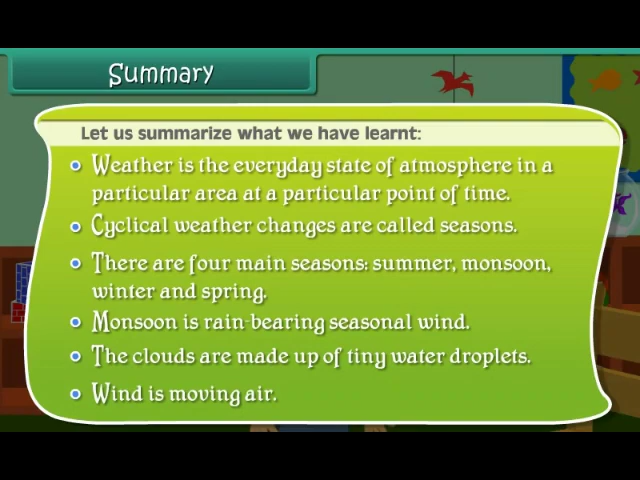 Summary
Let us summarize what we have learnt:
Weather is the everyday state of atmosphere in a
particular area at a particular point of time.
Cyclical weather changes are called seasons.
There are four main seasons: summer, monsoon,
winter and spring.
Monsoon is rain-bearing seasonal wind.
The clouds are made up of tiny water droplets.
Wind is moving air.